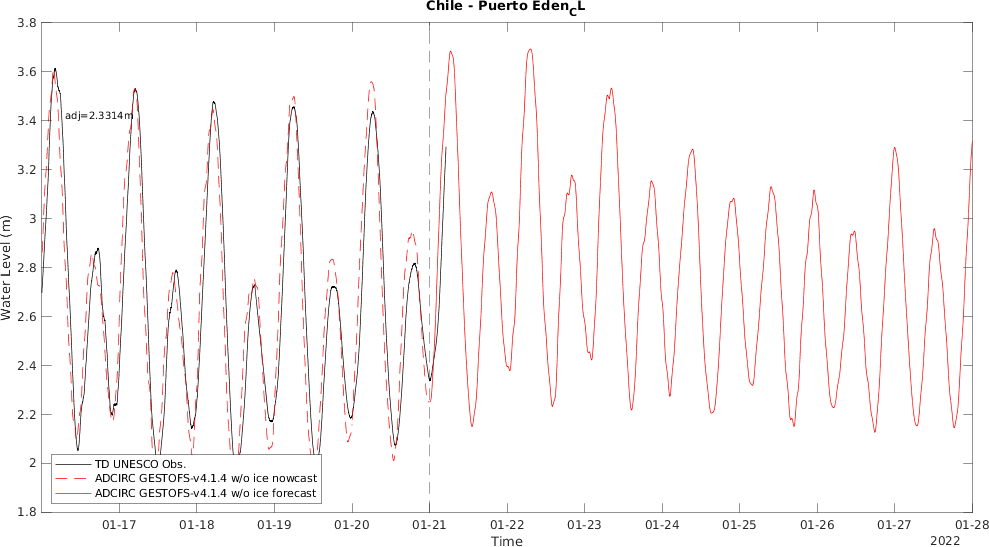 Chile - Puerto Eden_CL
3.8
3.6
3.4
3.2
3
2.8
2.6
2.4
2.2
2
1.8
Water Level (m)
adj=2.3314m
TD UNESCO Obs.
ADCIRC GESTOFS-v4.1.4 w/o ice nowcast
ADCIRC GESTOFS-v4.1.4 w/o ice forecast
01-17 01-18 01-19 01-20 01-21 01-22 01-23 01-24 01-25 01-26 01-27 01-28
Time
2022